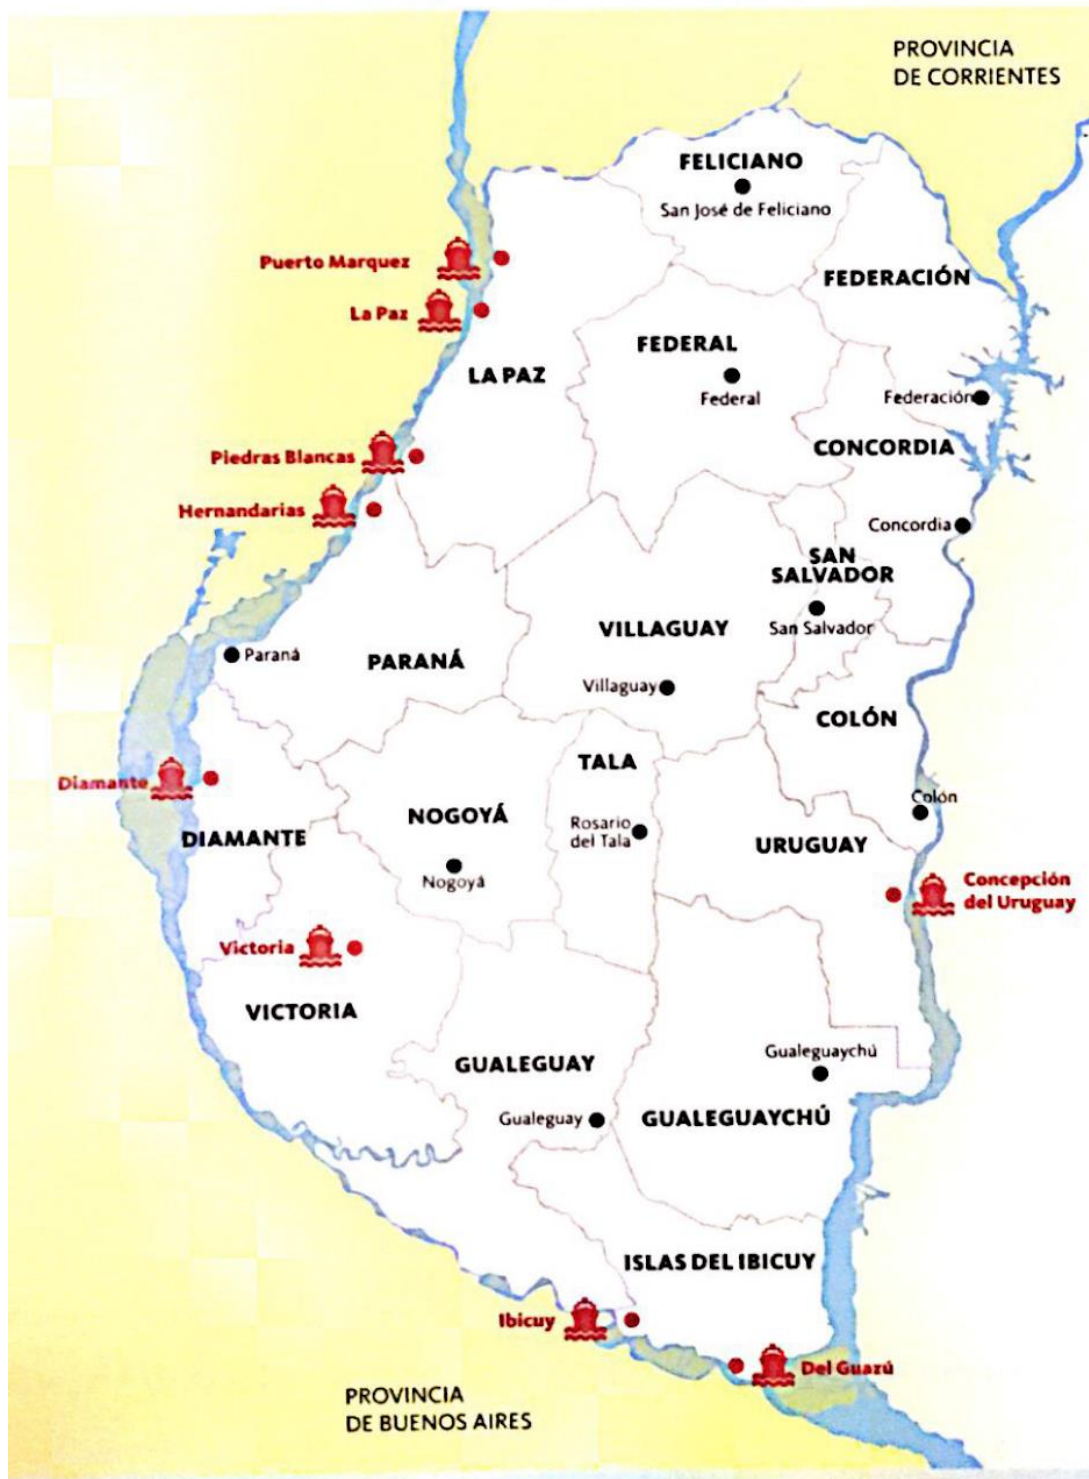 PROVINCIA
DE CORRIENTES
FELICIANO
San José de Feliciano
Puerto Marquez
FEDERACIÓN
La Paz
FEDERAL
LA PAZ
Federal
Federación
CONCORDIA
Piedras Blancas
Hernandarias
Concordia
SAN
SALVADOR
San Salvador
VILLAGUAY
Paraná
PARANÁ
Villaguay
COLÓN
TALA
Diamante
Colón
NOGOYÁ
Rosario
del Tala
DIAMANTE
URUGUAY
Nogoyá
Concepción
del Uruguay
Victoria
VICTORIA
Gualeguaychú
GUALEGUAY
Gualeguay
GUALEGUAYCHÚ
ISLAS DEL IBICUY
Ibicuy
Del Guazú
PROVINCIA
DE BUENOS AIRES